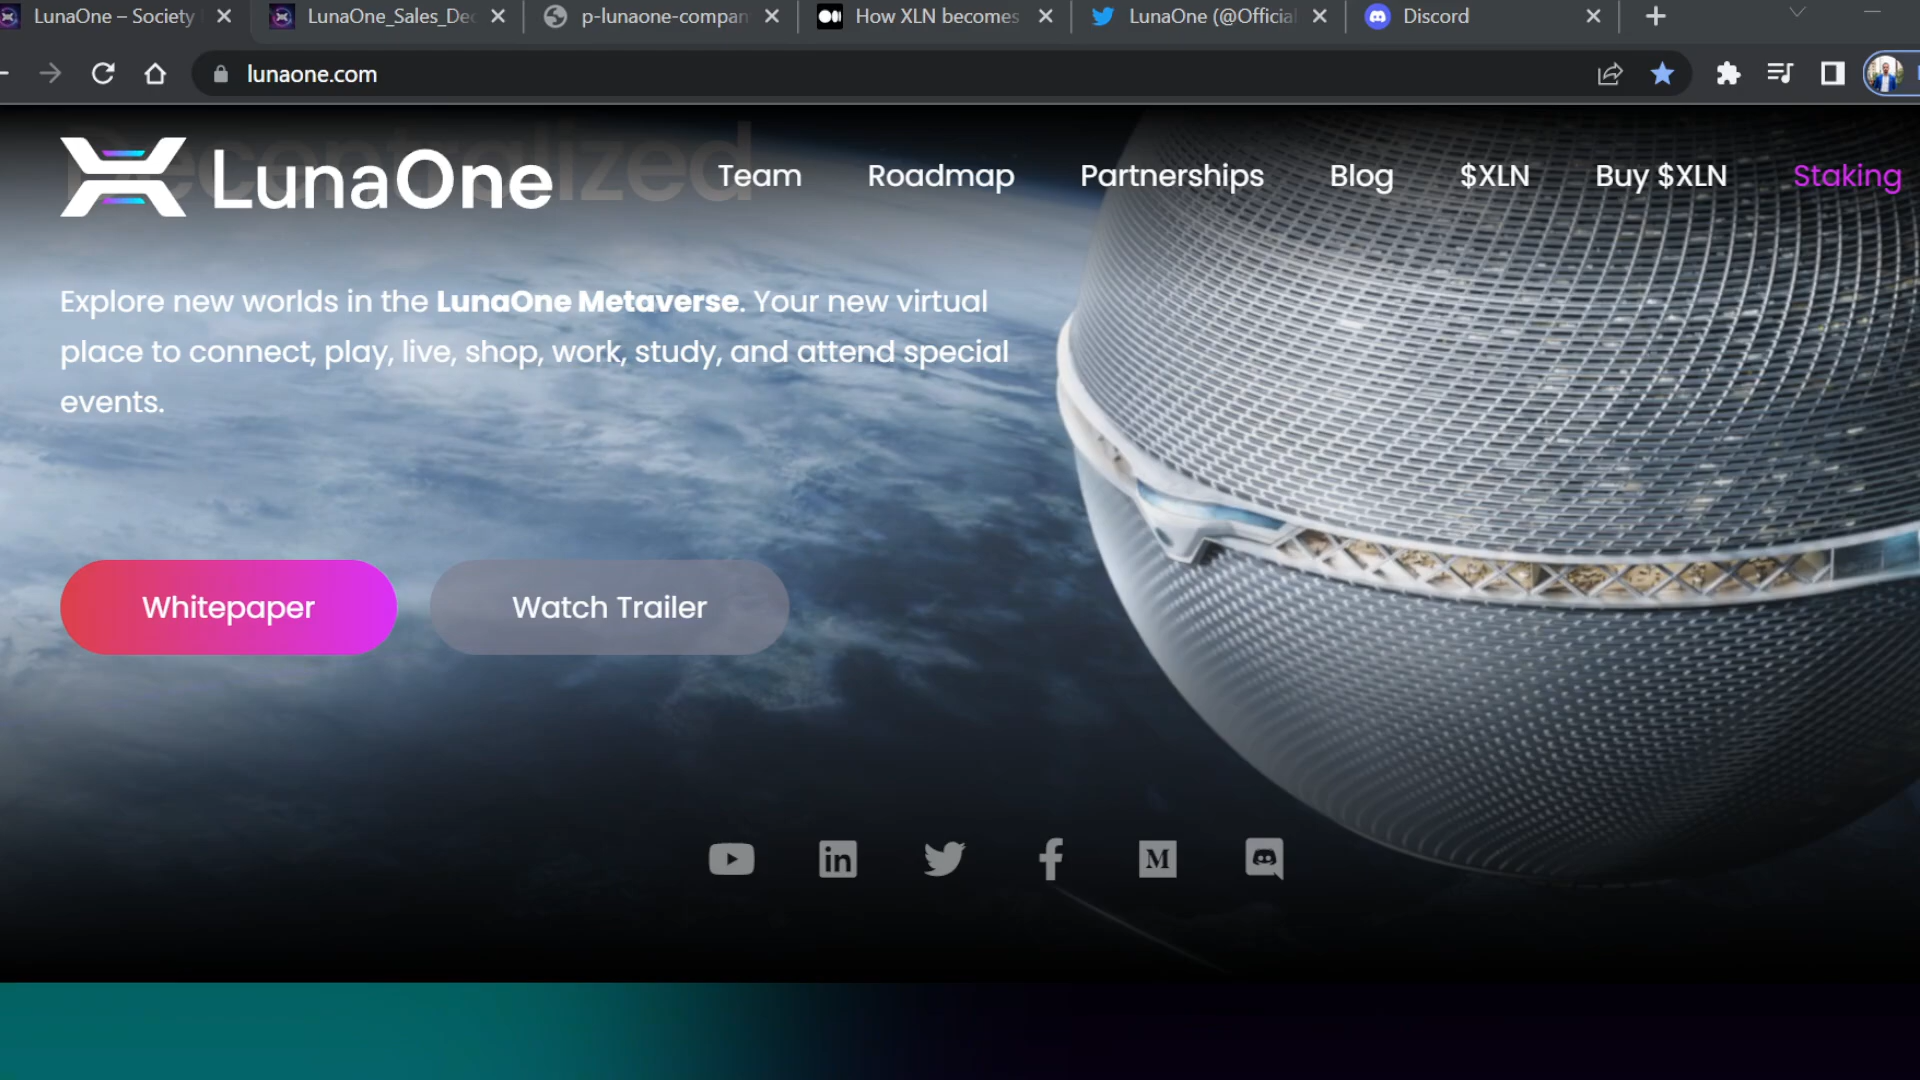 LunaOne – Society
LunaOne_Sales_Dec
p-lunaone-compan
How XLN becomes
LunaOne (@Official
Discord
lunaone.com
Decentralized
LunaOne
Team
Roadmap
Partnerships
Blog
$XLN
Buy $XLN
Staking
Explore new worlds in the LunaOne Metaverse. Your new virtual
place to connect, play, live, shop, work, study, and attend special
events.
Whitepaper
Watch Trailer